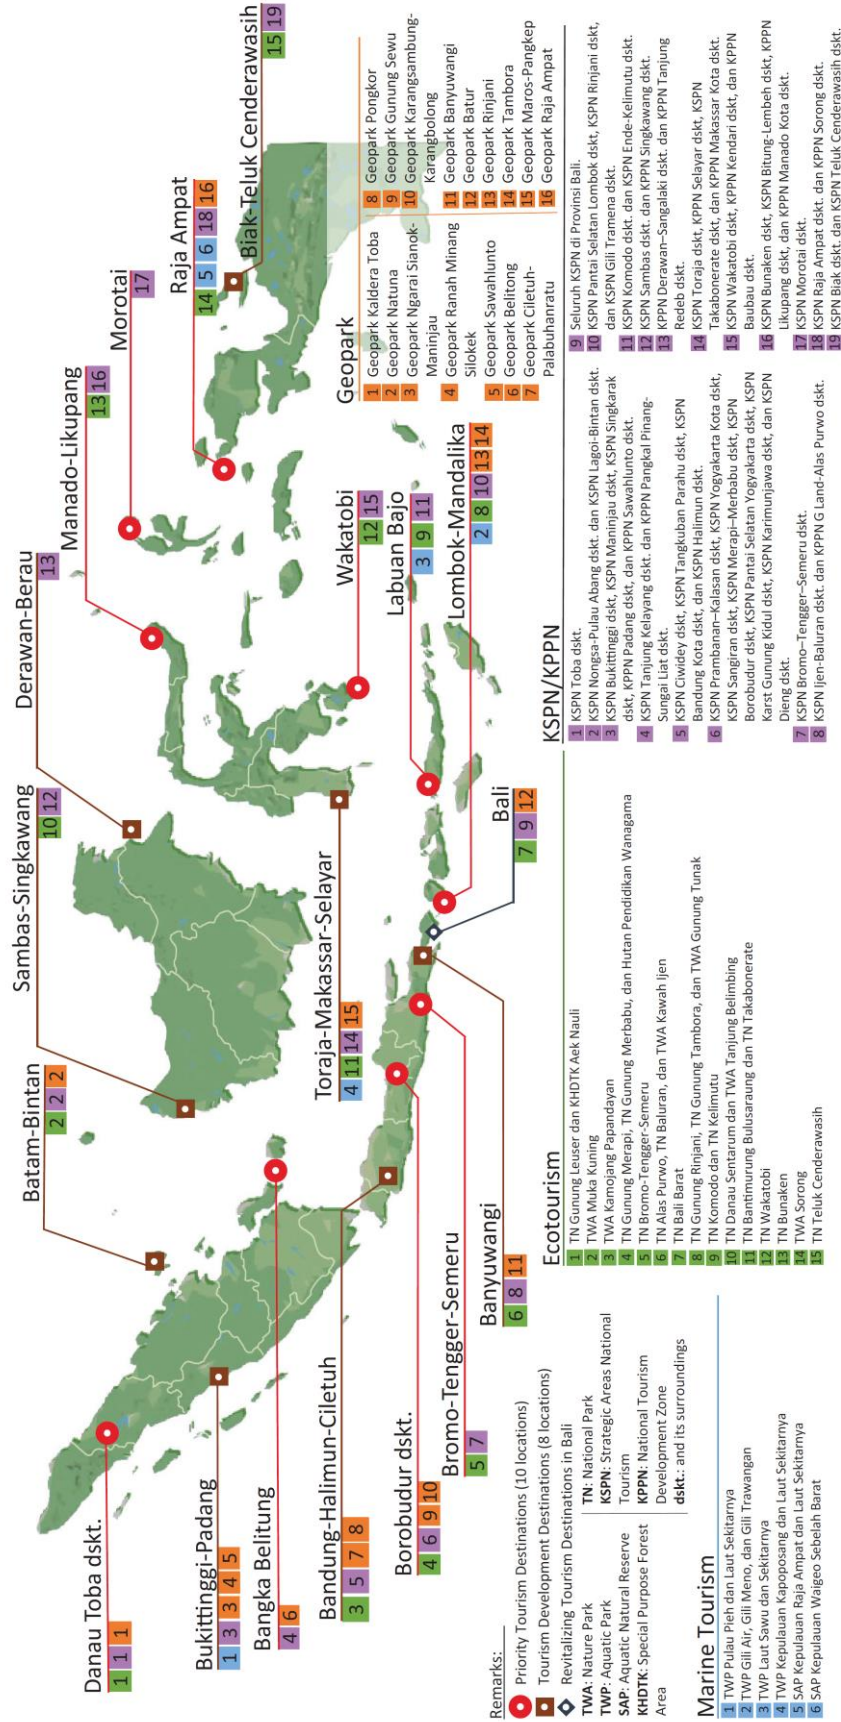 Danau Toba dskt.
1 1 1
Bukittinggi-Padang
1 3 3 4 5
Bangka Belitung
4 6
Bandung-Halimun-Ciletuh
3 5 7 8
Borobudur dskt.
4 6 9 10
Bromo-Tengger-Semeru
5 7
Banyuwangi
6 8 11
Batam-Bintan
2 2 2
Sambas-Singkawang
10 12
Derawan-Berau
13
Toraja-Makassar-Selayar
4 11 14 15
Bali
7 9 12
Manado-Likupang
13 16
Morotai
17
Raja Ampat
14 5 6 18 16
Biak-Teluk Cenderawasih
15 19
Wakatobi
12 15
Labuan Bajo
3 9 11
Lombok-Mandalika
2 8 10 13 14
Remarks:
Priority Tourism Destinations (10 locations)
Tourism Development Destinations (8 locations)
Revitalizing Tourism Destinations in Bali
TWA: Nature Park
TWP: Aquatic Park
SAP: Aquatic Natural Reserve
KHDTK: Special Purpose Forest
Area
TN: National Park
KSPN: Strategic Areas National
Tourism
KPPN: National Tourism
Development Zone
dskt.: and its surroundings
Marine Tourism
1 TWP Pulau Pieh dan Laut Sekitarnya
2 TWP Gili Air, Gili Meno, dan Gili Trawangan
3 TWP Laut Sawu dan Sekitarnya
4 TWP Kepulauan Kapoposang dan Laut Sekitarnya
5 SAP Kepulauan Raja Ampat dan Laut Sekitarnya
6 SAP Kepulauan Waigeo Sebelah Barat
Ecotourism
1 TN Gunung Leuser dan KHDTK Aek Nauli
2 TWA Muka Kuning
3 TWA Kamojang Papandayan
4 TN Gunung Merapi, TN Gunung Merbabu, dan Hutan Pendidikan Wanagama
5 TN Bromo-Tengger-Semeru
6 TN Alas Purwo, TN Baluran, dan TWA Kawah Ijen
7 TN Bali Barat
8 TN Gunung Rinjani, TN Gunung Tambora, dan TWA Gunung Tunak
9 TN Komodo dan TN Kelimutu
10 TN Danau Sentarum dan TWA Tanjung Belimbing
11 TN Bantimurung Bulusaraung dan TN Takabonerate
12 TN Wakatobi
13 TN Bunaken
14 TWA Sorong
15 TN Teluk Cenderawasih
KSPN/KPPN
1 KSPN Toba dskt.
2 KSPN Nongsa-Pulau Abang dskt. dan KSPN Lagoi-Bintan dskt.
3 KSPN Bukittinggi dskt, KSPN Maninjau dskt, KSPN Singkarak
dskt, KPPN Padang dskt, dan KPPN Sawahlunto dskt.
4 KSPN Tanjung Kelayang dskt. dan KPPN Pangkal Pinang-
Sungai Liat dskt.
5 KSPN Ciwidey dskt, KSPN Tangkuban Parahu dskt, KSPN
Bandung Kota dskt, dan KSPN Halimun dskt.
6 KSPN Prambanan–Kalasan dskt, KSPN Yogyakarta Kota dskt,
KSPN Sangiran dskt, KSPN Merapi–Merbabu dskt, KSPN
Borobudur dskt, KSPN Pantai Selatan Yogyakarta dskt, KSPN
Karst Gunung Kidul dskt, KSPN Karimunjawa dskt, dan KSPN
Dieng dskt.
7 KSPN Bromo–Tengger–Semeru dskt.
8 KSPN Ijen-Baluran dskt. dan KPPN G Land-Alas Purwo dskt.
9 Seluruh KSPN di Provinsi Bali.
10 KSPN Pantai Selatan Lombok dskt, KSPN Rinjani dskt,
dan KSPN Gili Tramena dskt.
11 KSPN Komodo dskt. dan KSPN Ende-Kelimutu dskt.
12 KSPN Sambas dskt. dan KPPN Singkawang dskt.
13 KPPN Derawan–Sangalaki dskt. dan KPPN Tanjung
Redeb dskt.
14 KSPN Toraja dskt, KPPN Selayar dskt, KSPN
Takabonerate dskt, dan KPPN Makassar Kota dskt.
15 KSPN Wakatobi dskt, KPPN Kendari dskt, dan KPPN
Baubau dskt.
16 KSPN Bunaken dskt, KSPN Bitung-Lembeh dskt, KPPN
Likupang dskt, dan KPPN Manado Kota dskt.
17 KSPN Morotai dskt.
18 KSPN Raja Ampat dskt. dan KPPN Sorong dskt.
19 KSPN Biak dskt. dan KSPN Teluk Cenderawasih dskt.
Geopark
1 Geopark Kaldera Toba
2 Geopark Natuna
3 Geopark Ngarai Sianok-
Maninjau
4 Geopark Ranah Minang
Silokek
5 Geopark Sawahlunto
6 Geopark Belitong
7 Geopark Ciletuh-
Palabuhanratu
8 Geopark Pongkor
9 Geopark Gunung Sewu
10 Geopark Karangsambung-
Karangbolong
11 Geopark Banyuwangi
12 Geopark Batur
13 Geopark Rinjani
14 Geopark Tambora
15 Geopark Maros-Pangkep
16 Geopark Raja Ampat